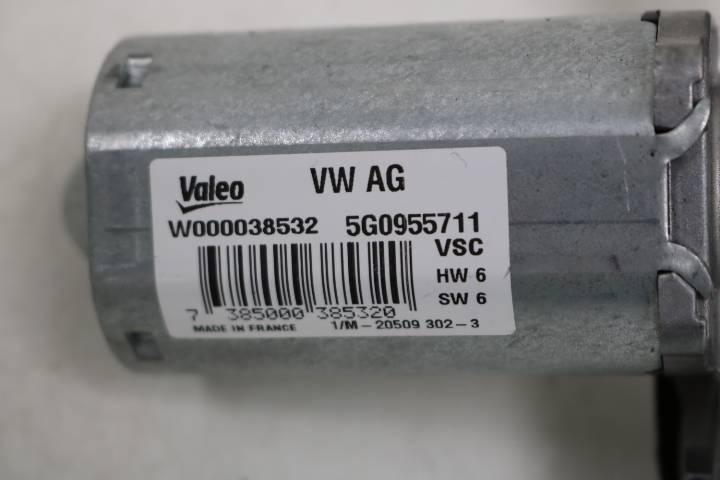 Valeo VW AG
W000038532 5G0955711
VSC
HW 6
SW 6
7 385000 385320
MADE IN FRANCE 1/M - 20509 302 - 3